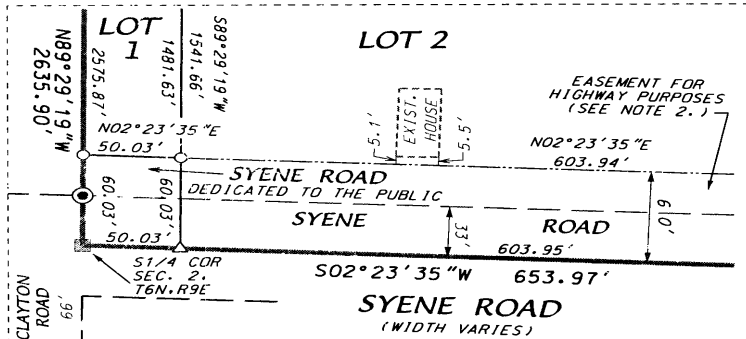 LOT
1
LOT 2
N89°29'19"W
2635.90'
2575.87'
1481.63'
S89°29'19"W
1541.66'
EASEMENT FOR
HIGHWAY PURPOSES
(SEE NOTE 2.)
5.1'
EXIST.
HOUSE
5.5'
N02°23'35"E
50.03'
N02°23'35"E
603.94'
SYENE ROAD
DEDICATED TO THE PUBLIC
60.03'
60.03'
SYENE ROAD
33'
60'
50.03'
603.95'
S1/4 COR
SEC. 2.
T6N.R9E
S02°23'35"W 653.97'
CLAYTON
ROAD
66'
SYENE ROAD
(WIDTH VARIES)